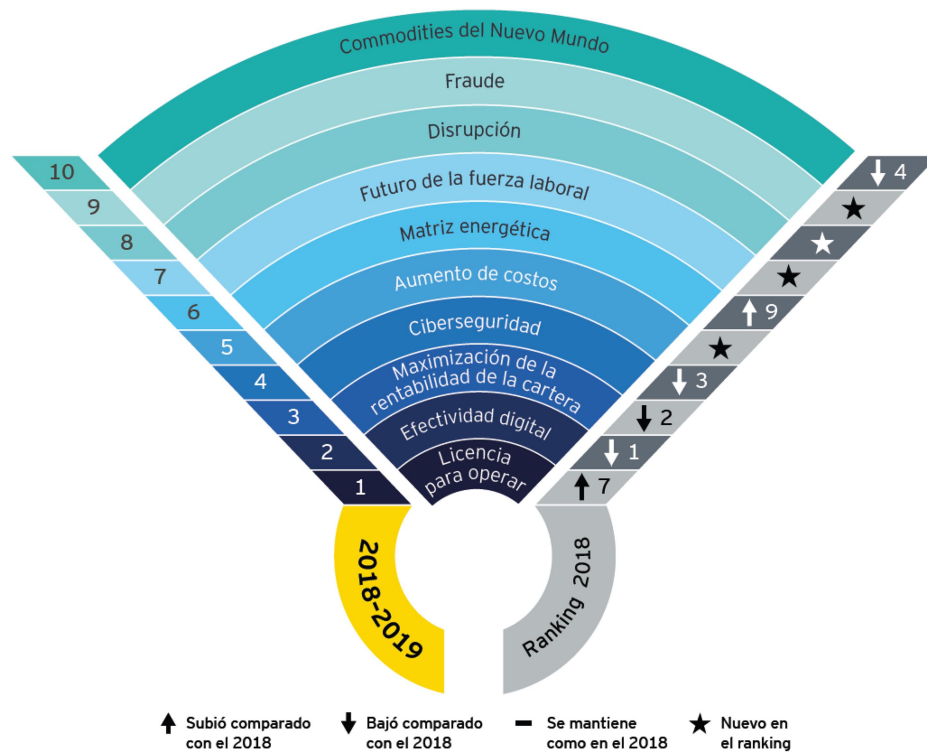 Commodities del Nuevo Mundo
Fraude
Disrupción
Futuro de la fuerza laboral
Matriz energética
Aumento de costos
Ciberseguridad
Maximización de la
rentabilidad de la cartera
Efectividad digital
Licencia
para operar
10
9
8
7
6
5
4
3
2
1
4
9
3
2
1
7
2018-2019
Ranking 2018
Subió comparado
con el 2018
Bajó comparado
con el 2018
Se mantiene
como en el 2018
Nuevo en
el ranking